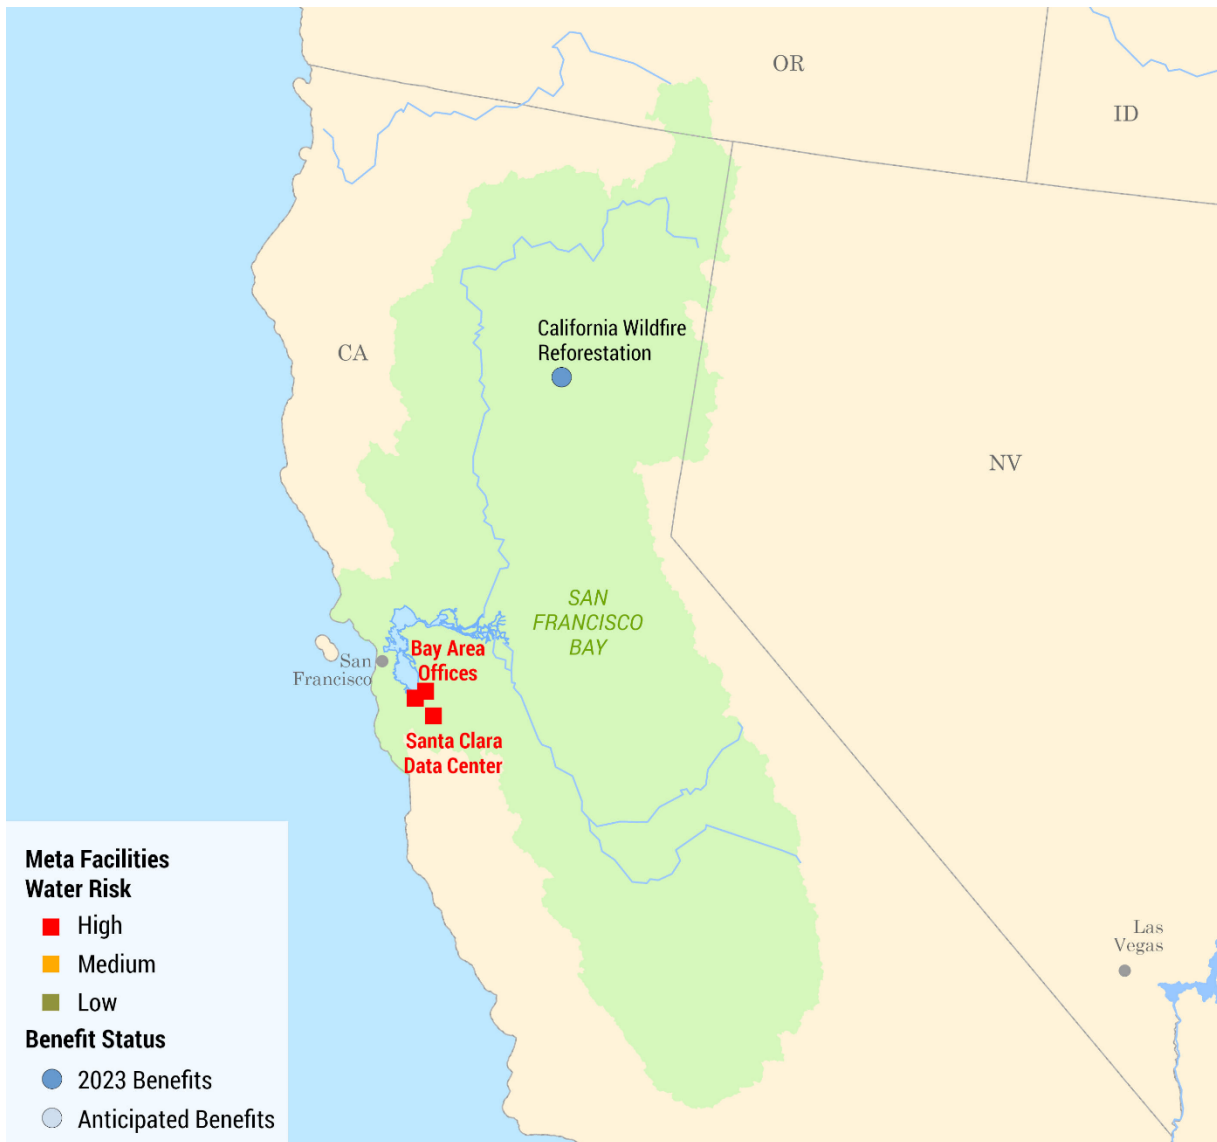 OR
ID
California Wildfire
Reforestation
CA
NV
SAN
FRANCISCO
BAY
Bay Area
Offices
San
Francisco
Santa Clara
Data Center
Las
Vegas
Meta Facilities
Water Risk
High
Medium
Low
Benefit Status
2023 Benefits
Anticipated Benefits